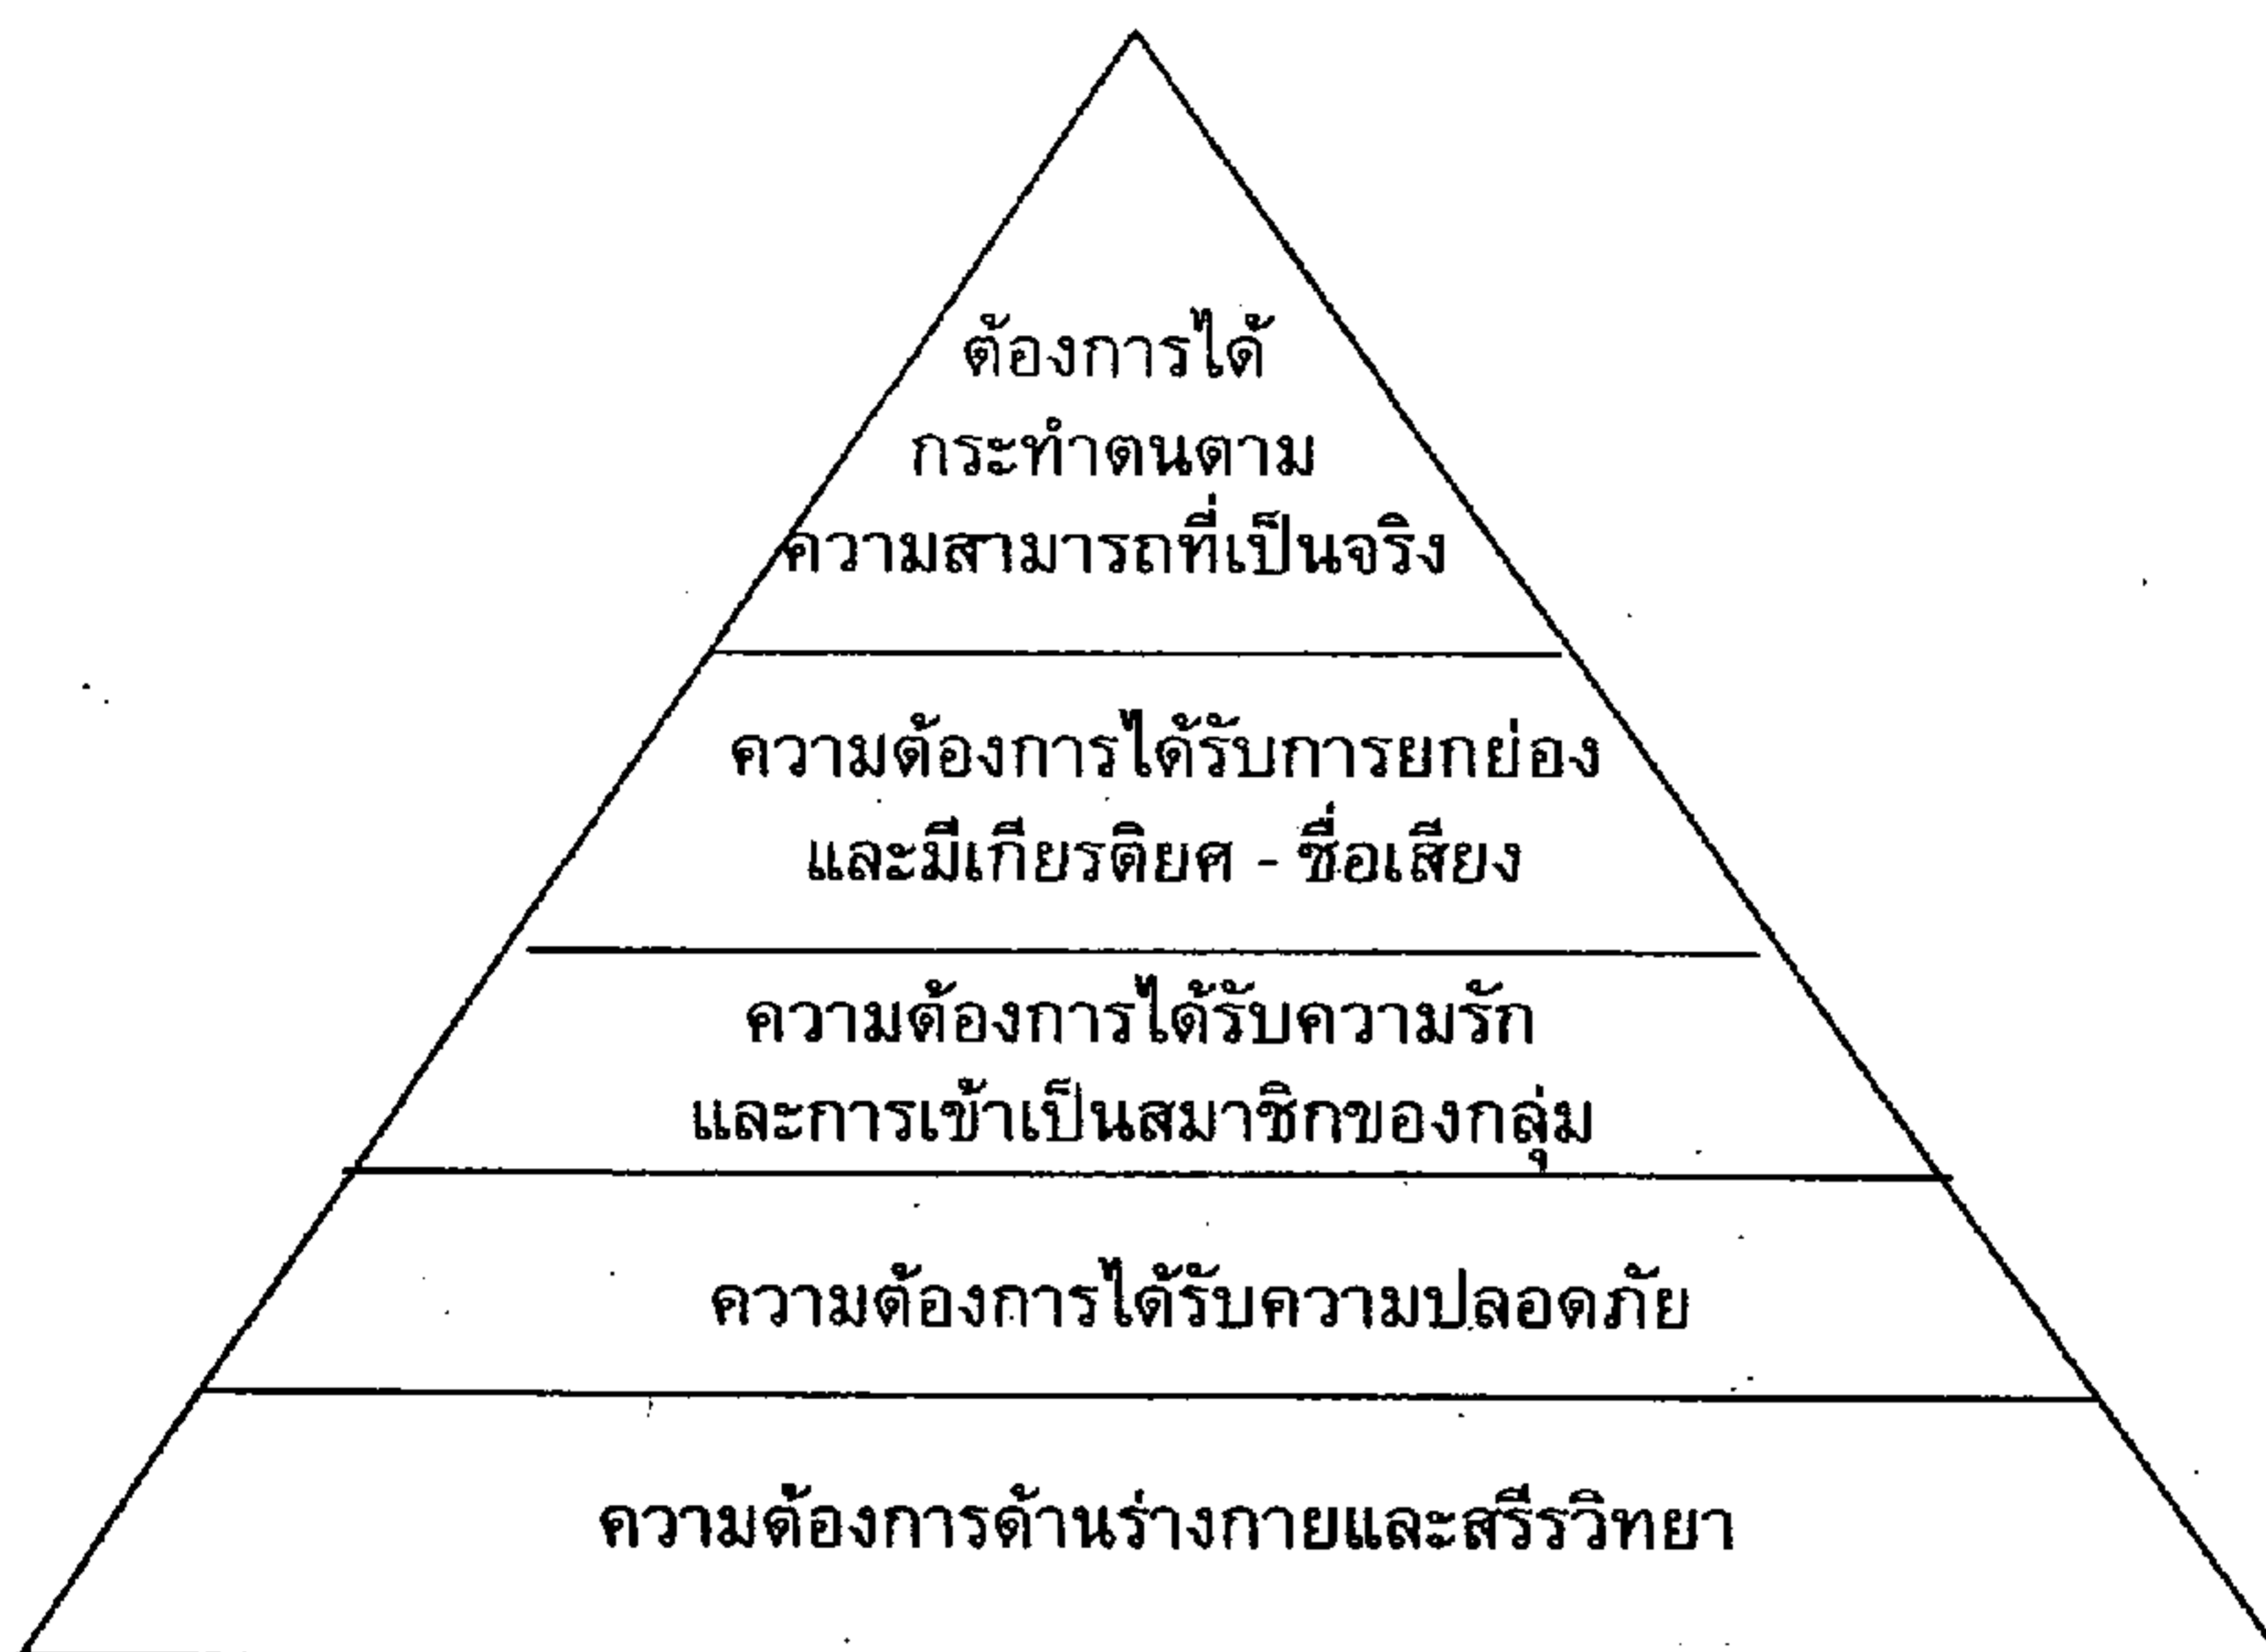 ต้องการได้
กระทำตนตาม
ความสามารถที่เป็นจริง
ความต้องการได้รับการยกย่อง
และมีเกียรติยศ - ชื่อเสียง
ความต้องการได้รับความรัก
และการเข้าเป็นสมาชิกของกลุ่ม
ความต้องการได้รับความปลอดภัย
ความต้องการด้านร่างกายและสรีรวิทยา